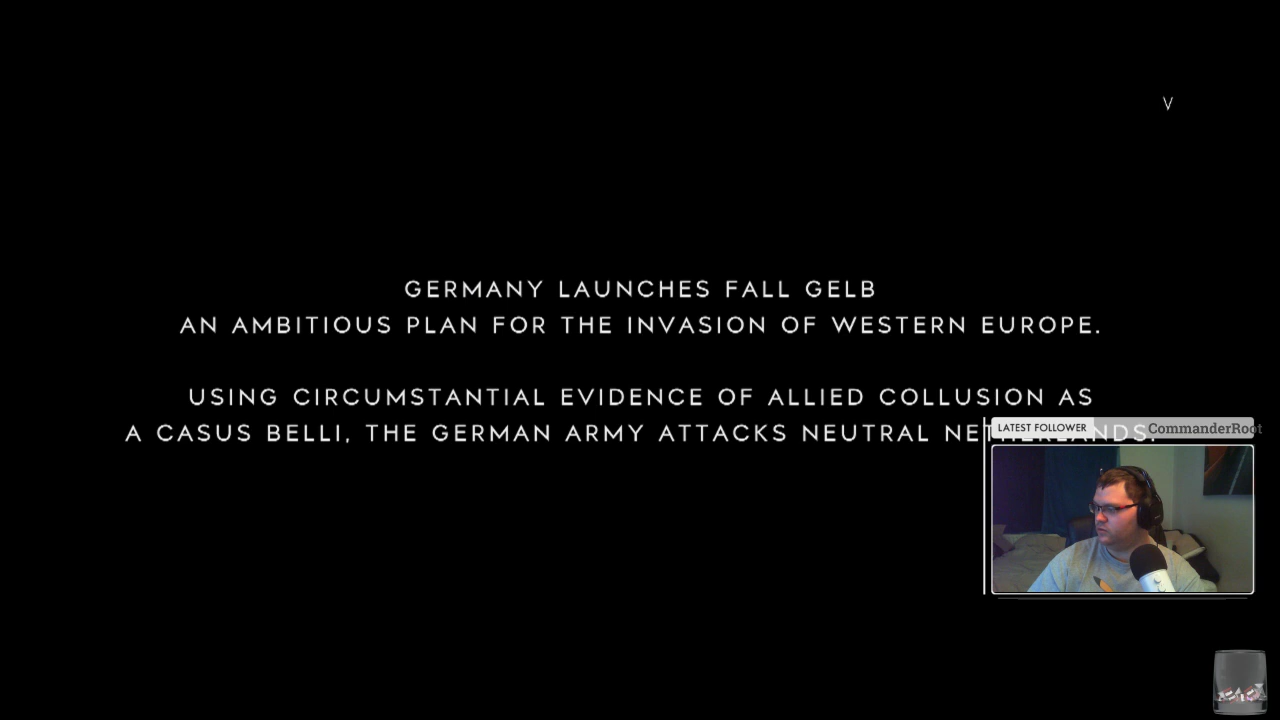 V
GERMANY LAUNCHES FALL GELB
AN AMBITIOUS PLAN FOR THE INVASION OF WESTERN EUROPE.
USING CIRCUMSTANTIAL EVIDENCE OF ALLIED COLLUSION AS
A CASUS BELLI, THE GERMAN ARMY ATTACKS NEUTRAL NETHERLANDS.
LATEST FOLLOWER CommanderRoot